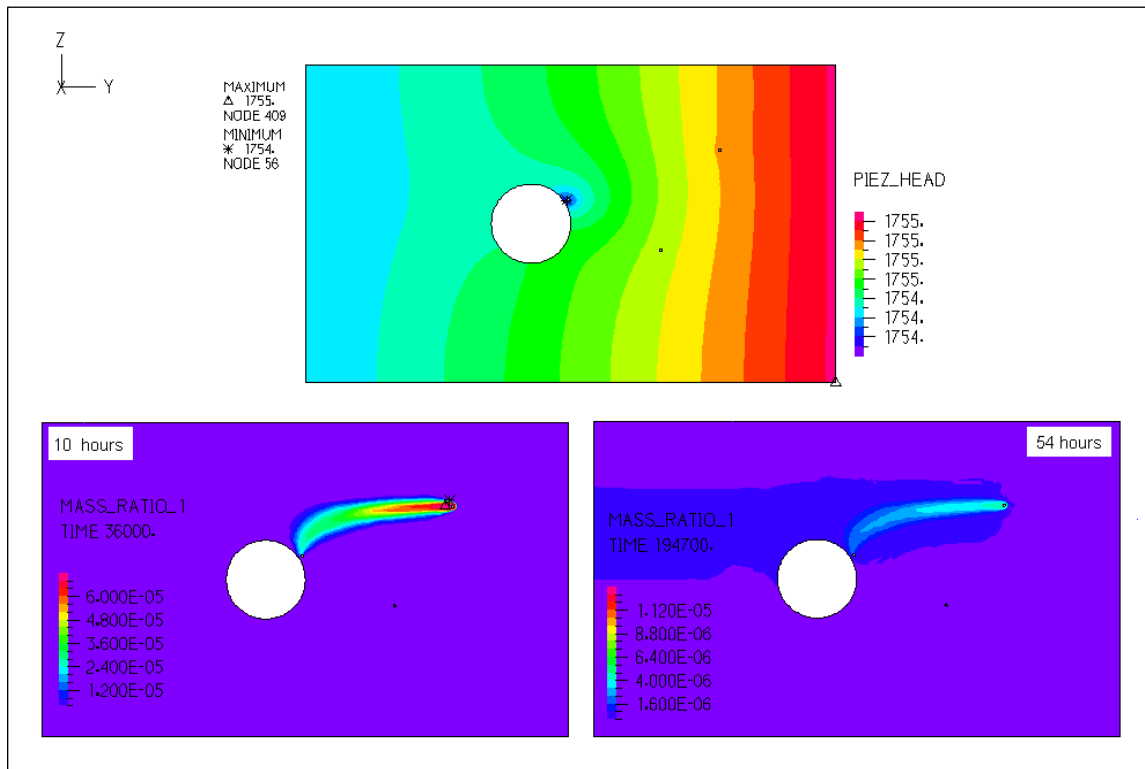 Z
X
Y
MAXIMUM
△ 1755.
NODE 409
MINIMUM
✳ 1754.
NODE 56
PIEZ_HEAD
1755.
1755.
1755.
1755.
1754.
1754.
1754.
10 hours
MASS_RATIO_1
TIME 36000.
6.000E-05
4.800E-05
3.600E-05
2.400E-05
1.200E-05
54 hours
MASS_RATIO_1
TIME 194700.
1.120E-05
8.800E-06
6.400E-06
4.000E-06
1.600E-06